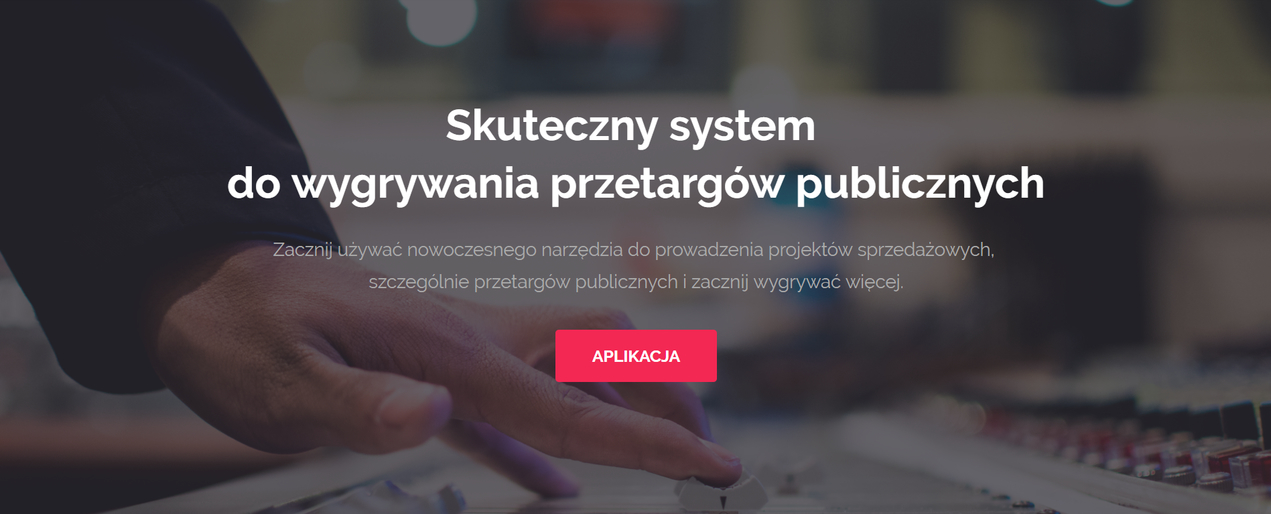 Skuteczny system
do wygrywania przetargów publicznych
Zacznij używać nowoczesnego narzędzia do prowadzenia projektów sprzedażowych,
szczególnie przetargów publicznych i zacznij wygrywać więcej.
APLIKACJA